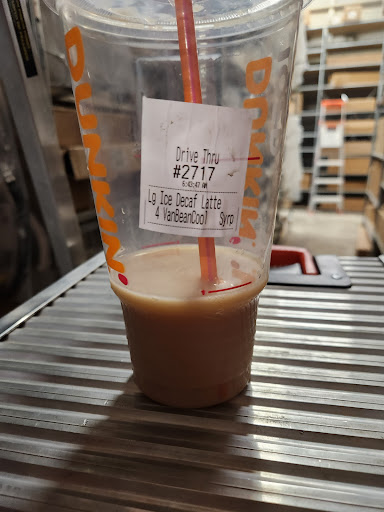 DUNKIN'
DUNKIN'
Drive Thru
#2717
Lg Ice Decaf Latte
4 VanBeanCool Syrp